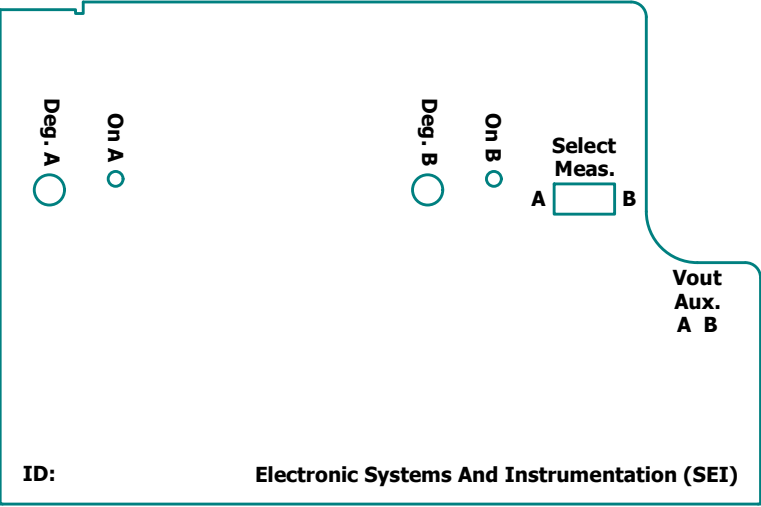 Deg. A
On A
Deg. B
On B
Select
Meas.
A
B
Vout
Aux.
A B
ID:
Electronic Systems And Instrumentation (SEI)